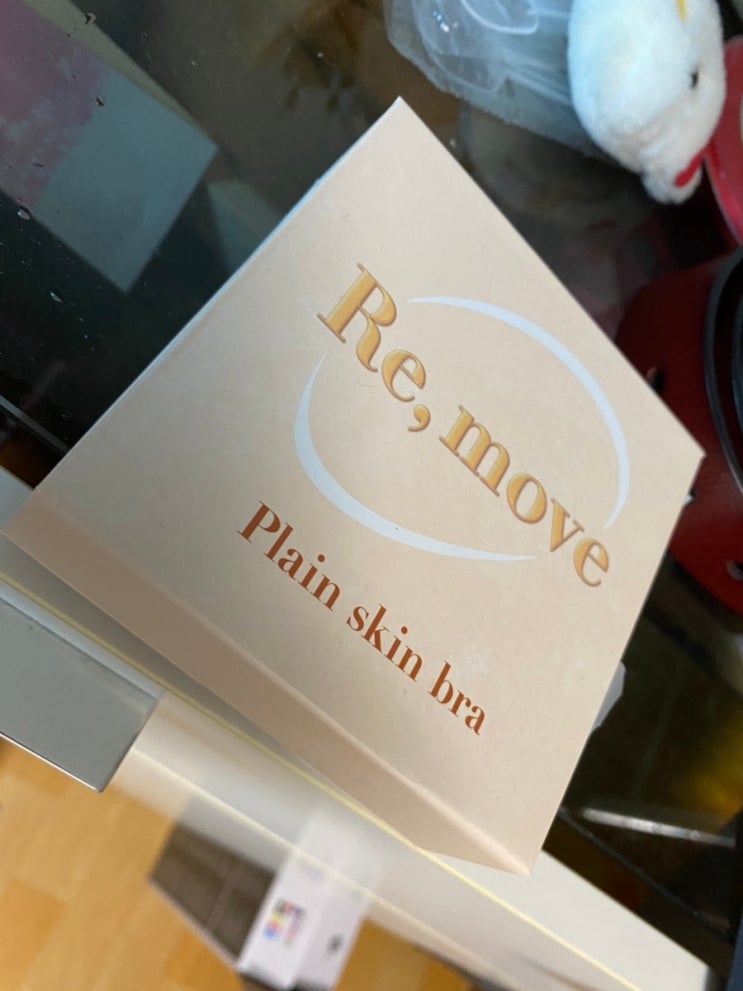 Re, move
Plain skin bra